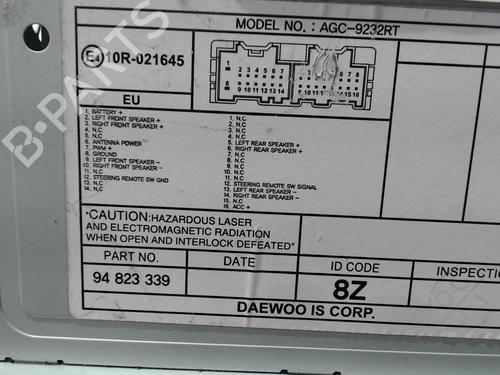 MODEL NO. : AGC-9232RT
E4 10R-021645
EU
1. BATTERY +
2. LEFT FRONT SPEAKER +
3. RIGHT FRONT SPEAKER +
4. N.C
5. N.C
6. ANTENNA POWER
7. PWM +
8. GROUND
9. LEFT FRONT SPEAKER -
10. RIGHT FRONT SPEAKER -
11. N.C
12. STEERING REMOTE SW GND
13. N.C
14. N.C
1. N.C
2. N.C
3. N.C
4. N.C
5. LEFT REAR SPEAKER +
6. RIGHT REAR SPEAKER +
7. N.C
8. N.C
9. N.C
10. N.C
11. N.C
12. STEERING REMOTE SW SIGNAL
13. LEFT REAR SPEAKER -
14. RIGHT REAR SPEAKER -
15. N.C
16. ACC +
*CAUTION:HAZARDOUS LASER
AND ELECTROMAGNETIC RADIATION
WHEN OPEN AND INTERLOCK DEFEATED*
PART NO.
DATE
ID CODE
INSPECTIO
94 823 339
8Z
DAEWOO IS CORP.
B-PARTS